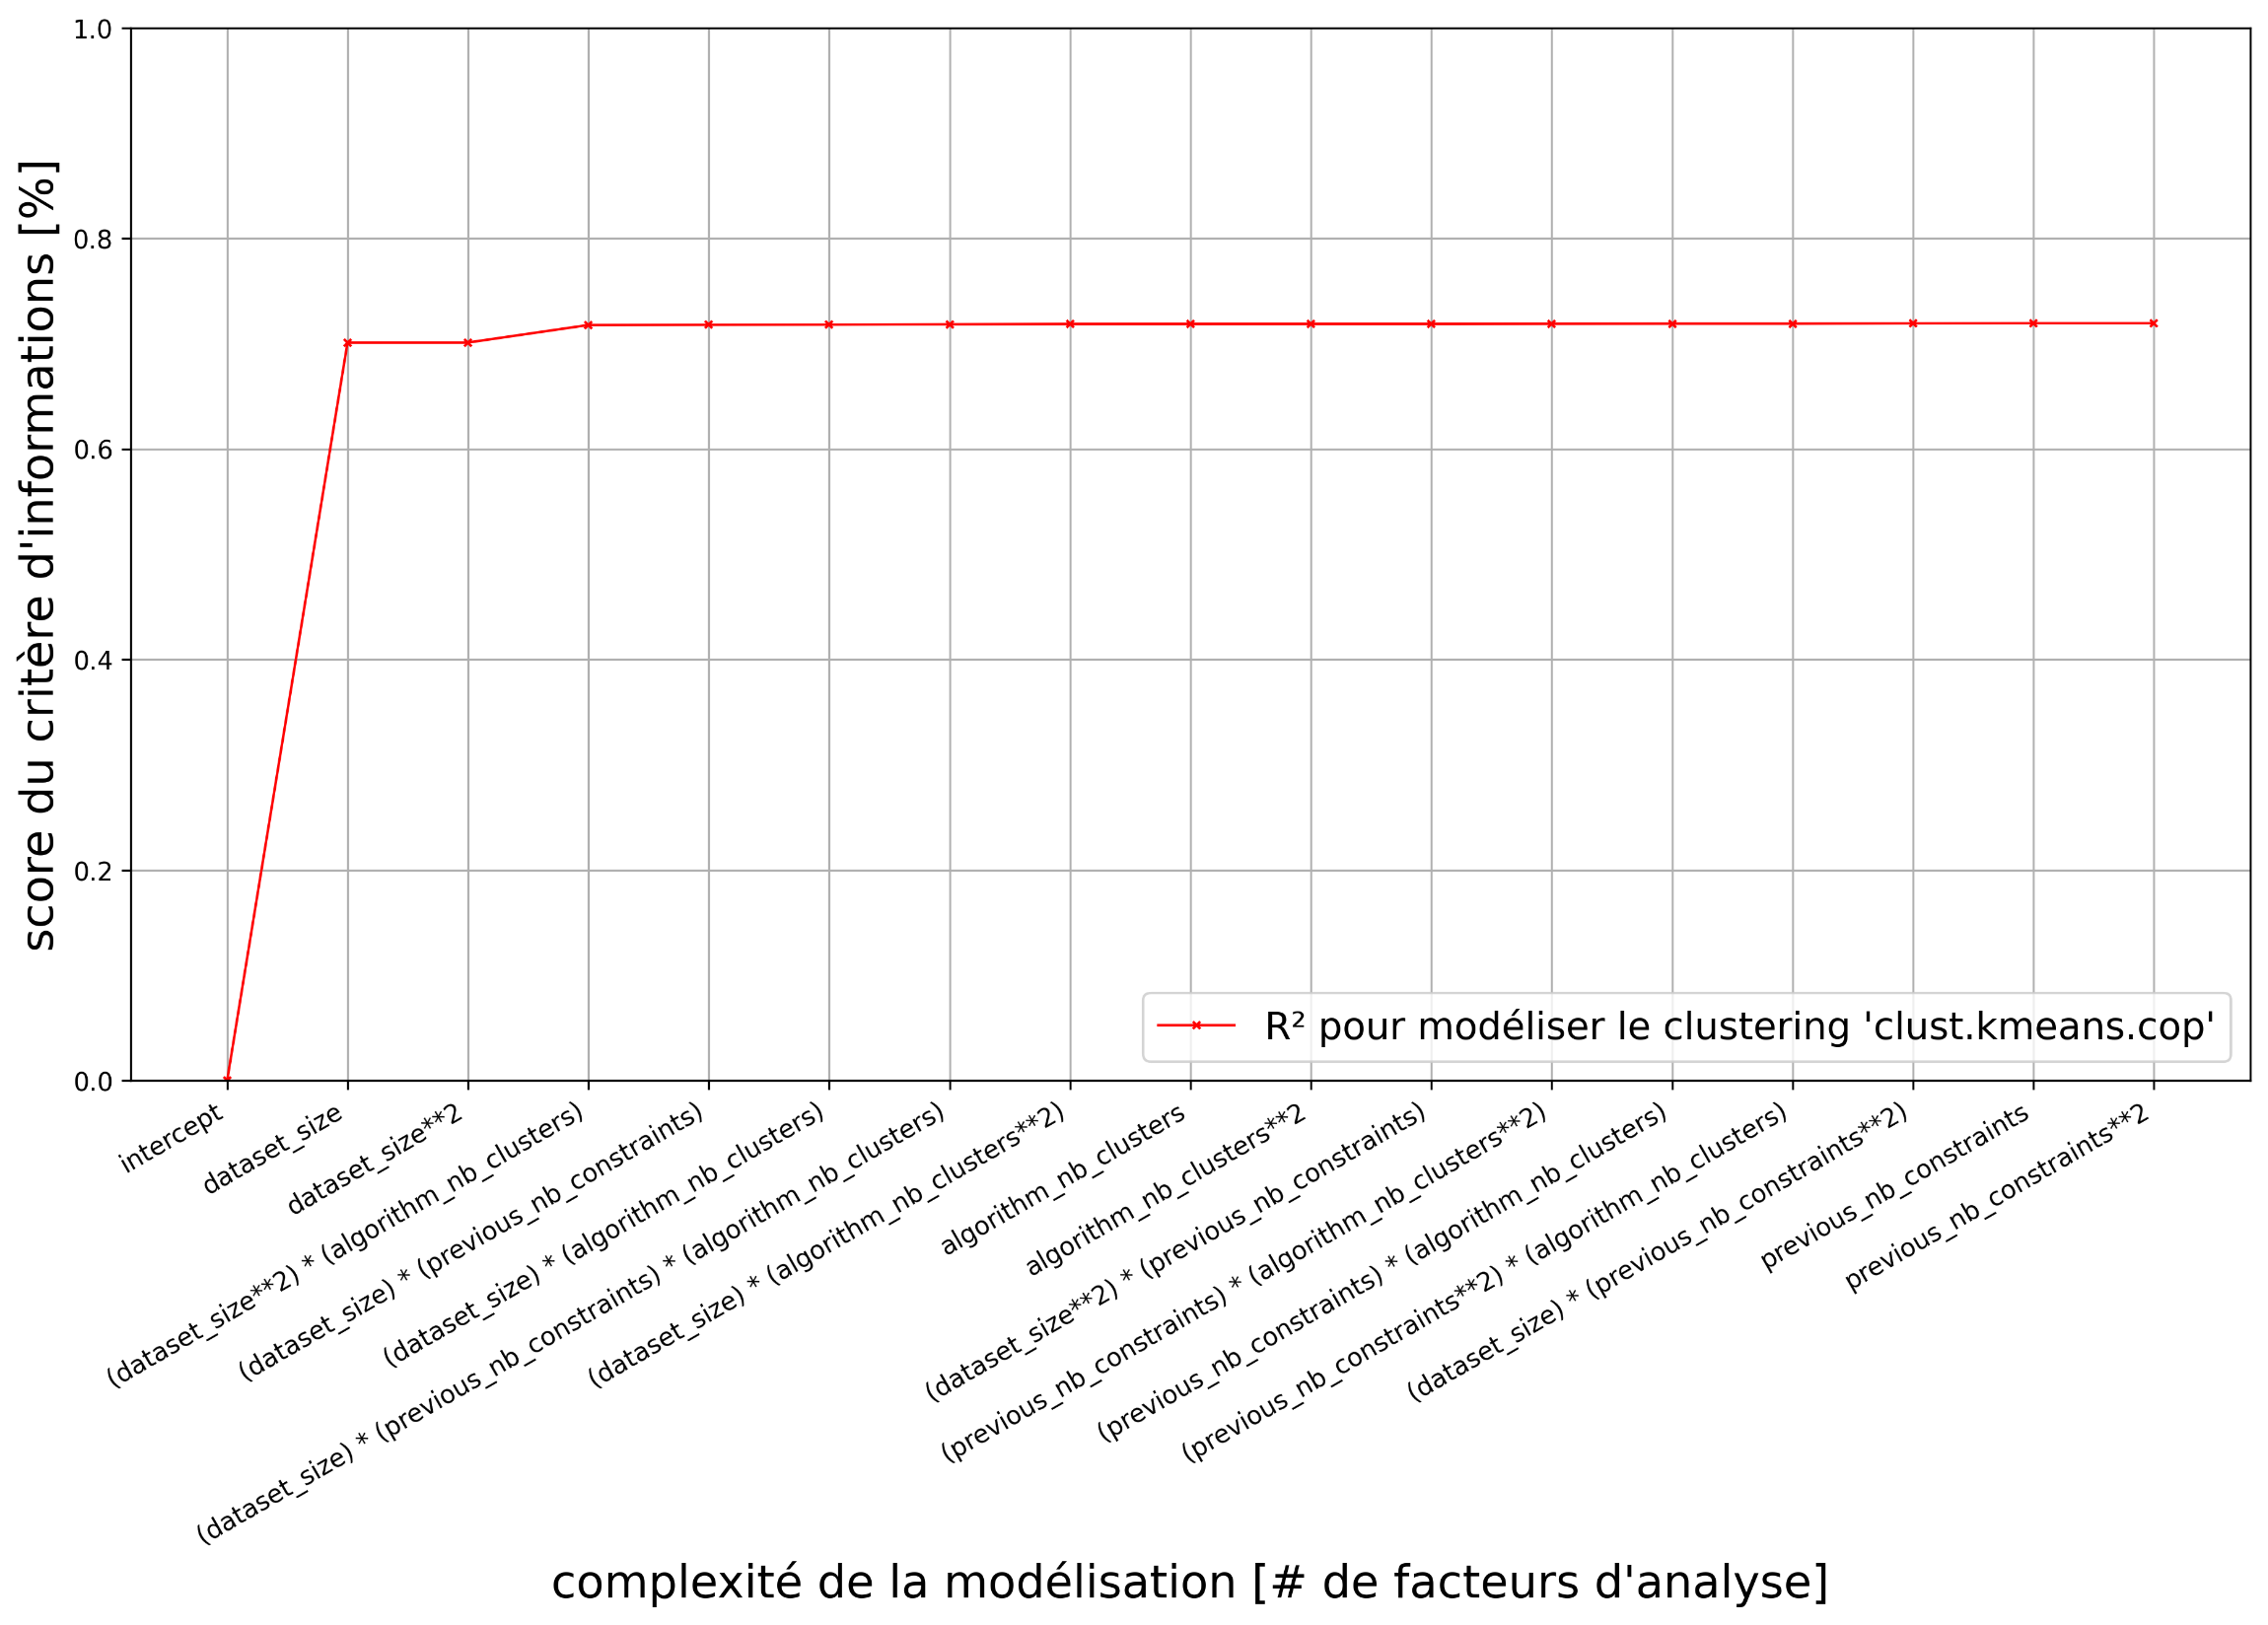 score du critère d'informations [%]
1.0
0.8
0.6
0.4
0.2
0.0
R² pour modéliser le clustering 'clust.kmeans.cop'
intercept
dataset_size
dataset_size**2
(dataset_size**2) * (algorithm_nb_clusters)
(dataset_size) * (previous_nb_constraints)
(dataset_size) * (algorithm_nb_clusters)
(dataset_size) * (previous_nb_constraints) * (algorithm_nb_clusters)
(dataset_size) * (algorithm_nb_clusters**2)
algorithm_nb_clusters
algorithm_nb_clusters**2
(dataset_size**2) * (previous_nb_constraints)
(previous_nb_constraints) * (algorithm_nb_clusters**2)
(previous_nb_constraints) * (algorithm_nb_clusters)
(previous_nb_constraints**2) * (algorithm_nb_clusters)
(dataset_size) * (previous_nb_constraints**2)
previous_nb_constraints
previous_nb_constraints**2
complexité de la modélisation [# de facteurs d'analyse]